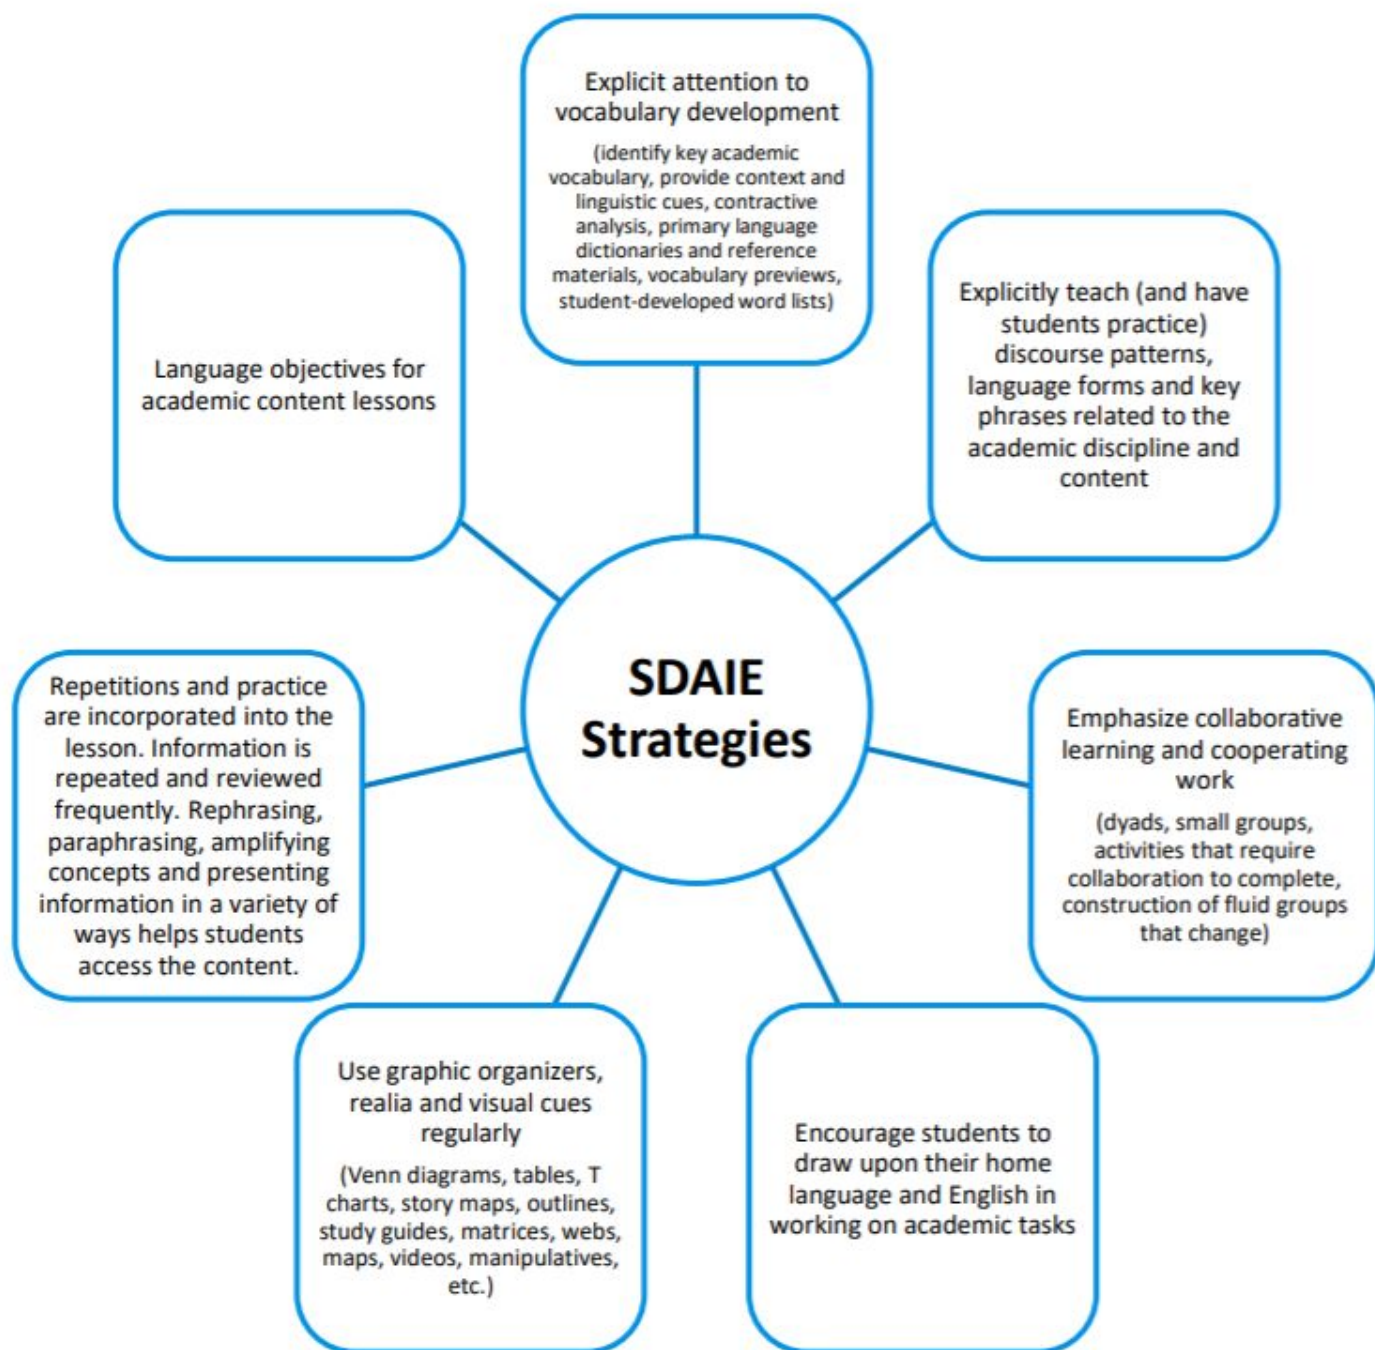 Explicit attention to
vocabulary development
(identify key academic
vocabulary, provide context and
linguistic cues, contractive
analysis, primary language
dictionaries and reference
materials, vocabulary previews,
student-developed word lists)
Explicitly teach (and have
students practice)
discourse patterns,
language forms and key
phrases related to the
academic discipline and
content
Emphasize collaborative
learning and cooperating
work
(dyads, small groups,
activities that require
collaboration to complete,
construction of fluid groups
that change)
Encourage students to
draw upon their home
language and English in
working on academic tasks
Use graphic organizers,
realia and visual cues
regularly
(Venn diagrams, tables, T
charts, story maps, outlines,
study guides, matrices, webs,
maps, videos, manipulatives,
etc.)
Repetitions and practice
are incorporated into the
lesson. Information is
repeated and reviewed
frequently. Rephrasing,
paraphrasing, amplifying
concepts and presenting
information in a variety of
ways helps students
access the content.
Language objectives for
academic content lessons
SDAIE
Strategies